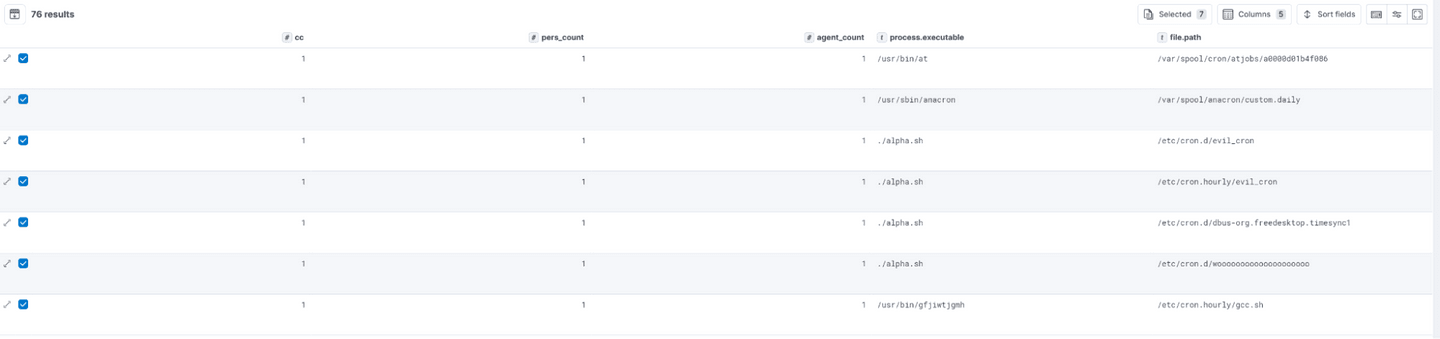 76 results Selected 7 Columns 5 Sort fields
# cc # pers_count # agent_count t process.executable t file.path
1 1 1 /usr/bin/at /var/spool/cron/atjobs/a0000d01b4f086
1 1 1 /usr/sbin/anacron /var/spool/anacron/custom.daily
1 1 1 ./alpha.sh /etc/cron.d/evil_cron
1 1 1 ./alpha.sh /etc/cron.hourly/evil_cron
1 1 1 ./alpha.sh /etc/cron.d/dbus-org.freedesktop.timesync1
1 1 1 ./alpha.sh /etc/cron.d/woooooooooooooooooooo
1 1 1 /usr/bin/gfjiwtjgmh /etc/cron.hourly/gcc.sh